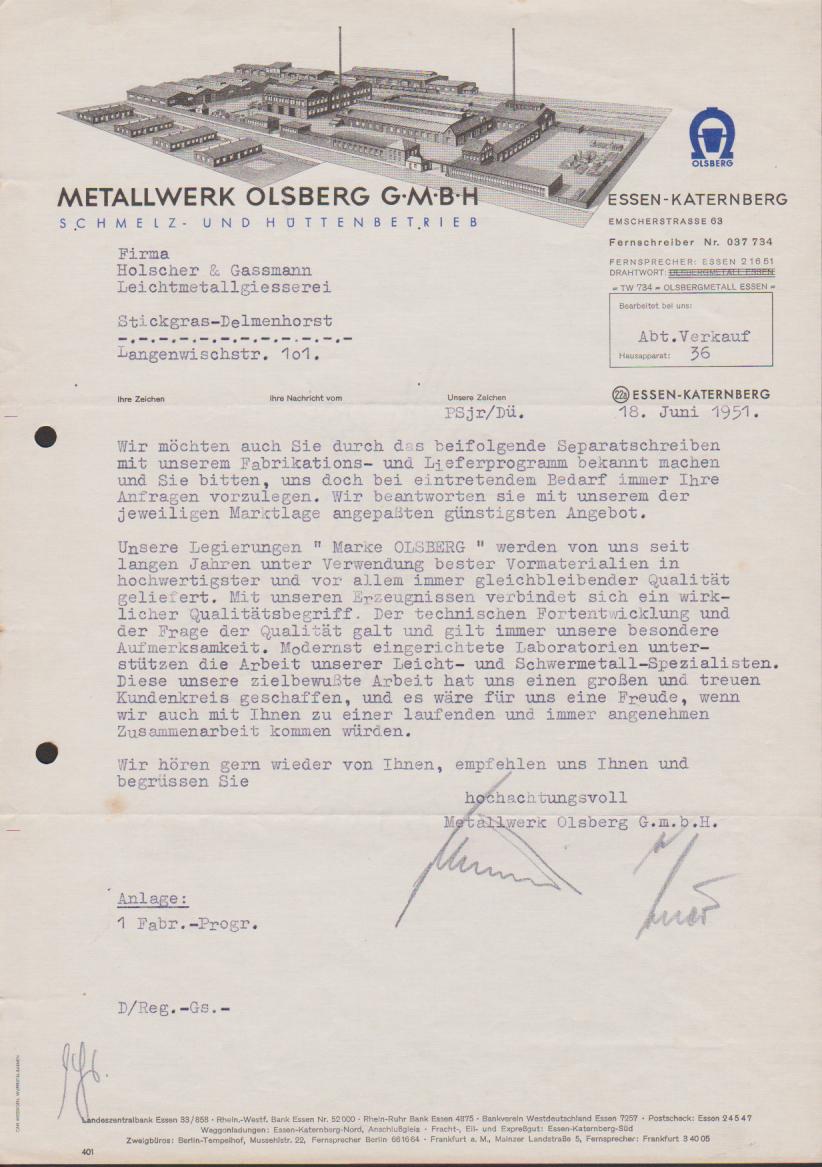 OLSBERG
METALLWERK OLSBERG G·M·B·H
SCHMELZ- UND HÜTTENBETRIEB
ESSEN-KATERNBERG
EMSCHERSTRASSE 63
Fernschreiber Nr. 037 734
FERNSPRECHER: ESSEN 21651
DRAHTWORT: OLSBERGMETALL ESSEN
= TW 734 = OLSBERGMETALL ESSEN =
Bearbeitet bei uns:
Abt.Verkauf
Hausapparat: 36
Firma
Holscher & Gassmann
Leichtmetallgiesserei
Stickgras-Delmenhorst
-.-.-.-.-.-.-.-.-.-.-.-
Langenwischstr. 1o1.
Ihre Zeichen Ihre Nachricht vom Unsere Zeichen 22a ESSEN-KATERNBERG
PSjr/Dü. 18. Juni 1951.
Wir möchten auch Sie durch das beifolgende Separatschreiben
mit unserem Fabrikations- und Lieferprogramm bekannt machen
und Sie bitten, uns doch bei eintretendem Bedarf immer Ihre
Anfragen vorzulegen. Wir beantworten sie mit unserem der
jeweiligen Marktlage angepaßten günstigsten Angebot.
Unsere Legierungen " Marke OLSBERG " werden von uns seit
langen Jahren unter Verwendung bester Vormaterialien in
hochwertigster und vor allem immer gleichbleibender Qualität
geliefert. Mit unseren Erzeugnissen verbindet sich ein wirk-
licher Qualitätsbegriff. Der technischen Fortentwicklung und
der Frage der Qualität galt und gilt immer unsere besondere
Aufmerksamkeit. Modernst eingerichtete Laboratorien unter-
stützen die Arbeit unserer Leicht- und Schwermetall-Spezialisten.
Diese unsere zielbewußte Arbeit hat uns einen großen und treuen
Kundenkreis geschaffen, und es wäre für uns eine Freude, wenn
wir auch mit Ihnen zu einer laufenden und immer angenehmen
Zusammenarbeit kommen würden.
Wir hören gern wieder von Ihnen, empfehlen uns Ihnen und
begrüssen Sie
hochachtungsvoll
Metallwerk Olsberg G.m.b.H.
Anlage:
1 Fabr.-Progr.
D/Reg.-Gs.-
Landeszentralbank Essen 33/858 · Rhein.-Westf. Bank Essen Nr. 52000 · Rhein-Ruhr Bank Essen 4875 · Bankverein Westdeutschland Essen 7257 · Postscheck: Essen 24547
Waggonladungen: Essen-Katernberg-Nord, Anschlußgleis · Fracht-, Eil- und Expreßgut: Essen-Katernberg-Süd
Zweigbüros: Berlin-Tempelhof, Mussehlstr. 22, Fernsprecher Berlin 661664 · Frankfurt a. M., Mainzer Landstraße 5, Fernsprecher: Frankfurt 34005
401